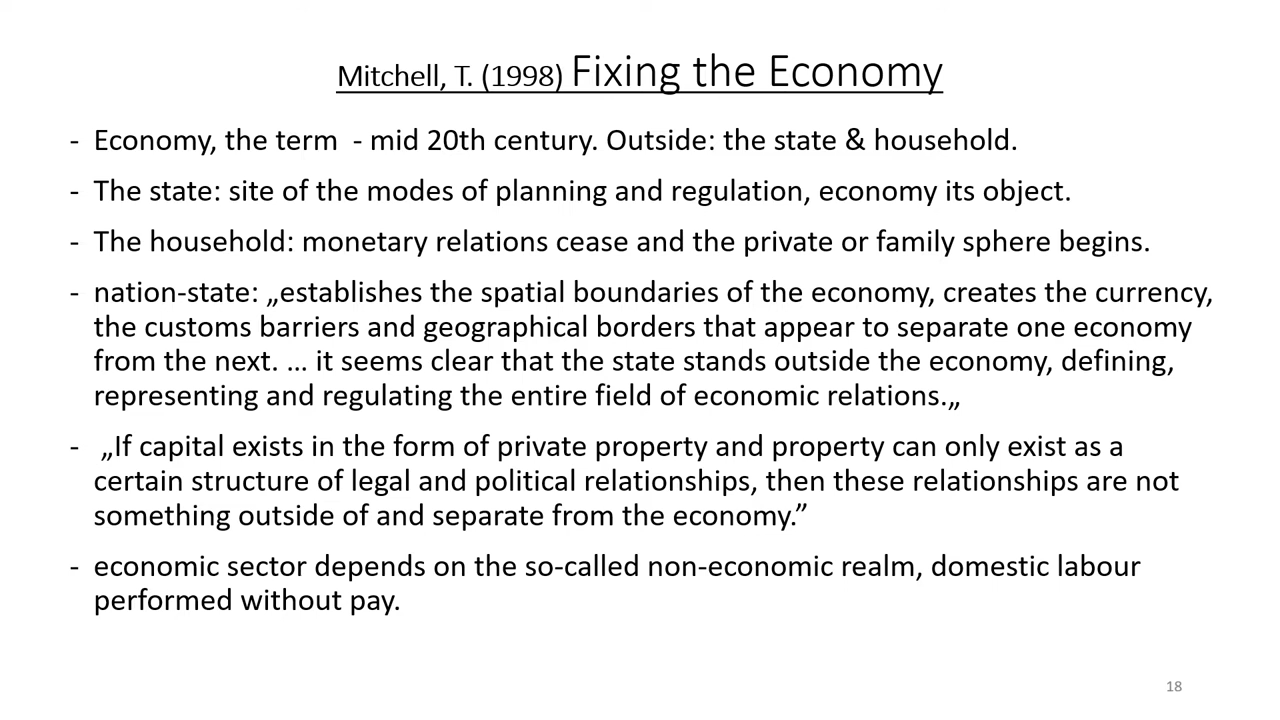 Mitchell, T. (1998) Fixing the Economy
- Economy, the term - mid 20th century. Outside: the state & household.
- The state: site of the modes of planning and regulation, economy its object.
- The household: monetary relations cease and the private or family sphere begins.
- nation-state: „establishes the spatial boundaries of the economy, creates the currency,
the customs barriers and geographical borders that appear to separate one economy
from the next. … it seems clear that the state stands outside the economy, defining,
representing and regulating the entire field of economic relations.„
- „If capital exists in the form of private property and property can only exist as a
certain structure of legal and political relationships, then these relationships are not
something outside of and separate from the economy.”
- economic sector depends on the so-called non-economic realm, domestic labour
performed without pay.
18